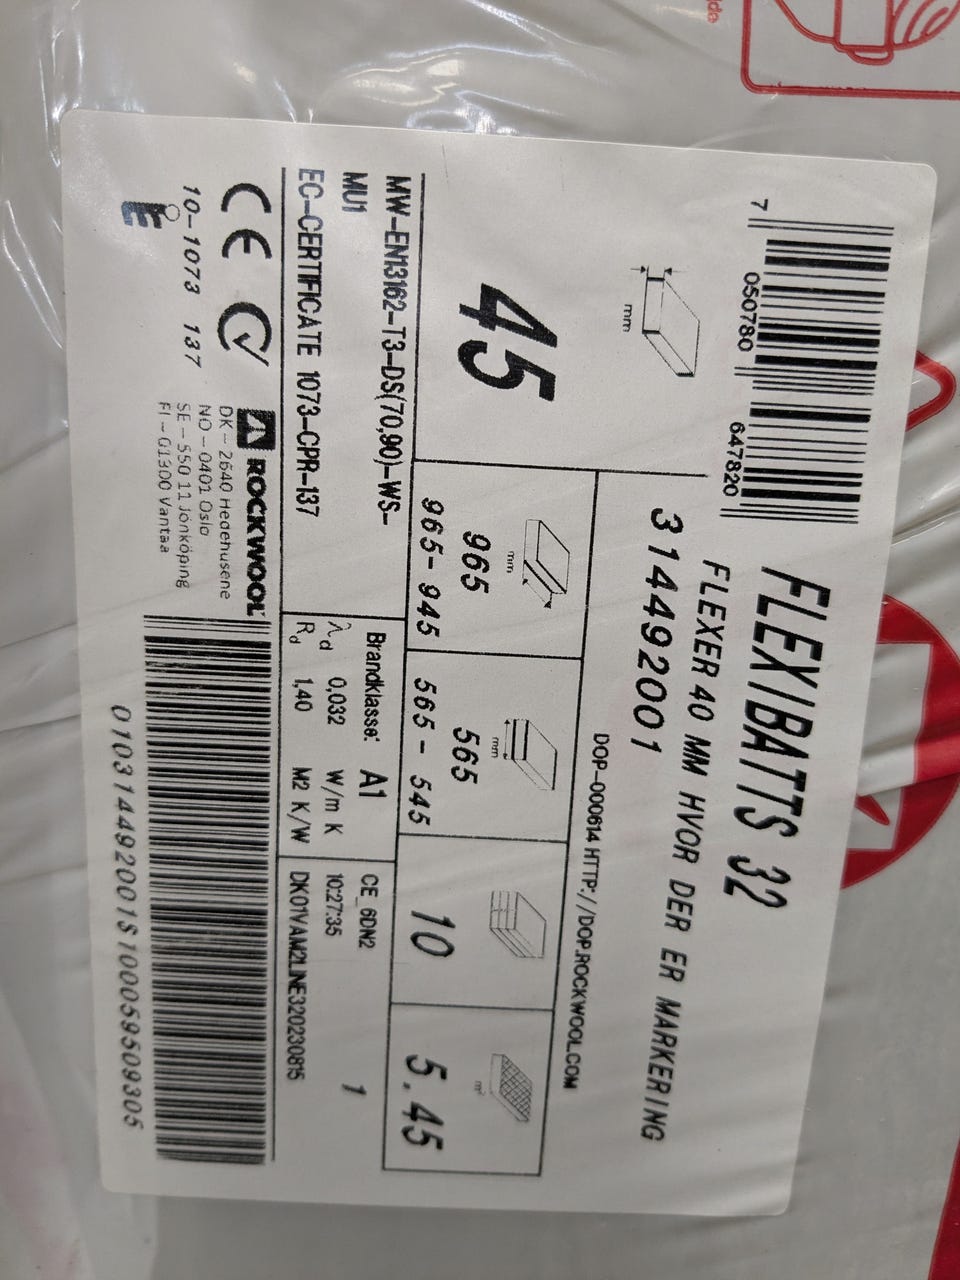 7 050780 647820
FLEXIBATTS 32
FLEXER 40 MM HVOR DER ER MARKERING
314492001
DOP-000614 HTTP://DOP.ROCKWOOL.COM
mm
mm
mm
m²
45
965
565
10
5.45
965-945
565-545
MW-EN13162-T3-DS(70,90)-WS-
MU1
EC-CERTIFICATE 1073-CPR-137
Brandklasse: A1
λd 0,032 W/m K
Rd 1,40 M2 K/W
CE_6DN2
10:27:35 1
DK01VAM2LINE320230815
CE
10-1073 137
ROCKWOOL
DK - 2640 Hedehusene
NO - 0401 Oslo
SE - 550 11 Jönköping
FI - 01300 Vantaa
010314492001S100059509305